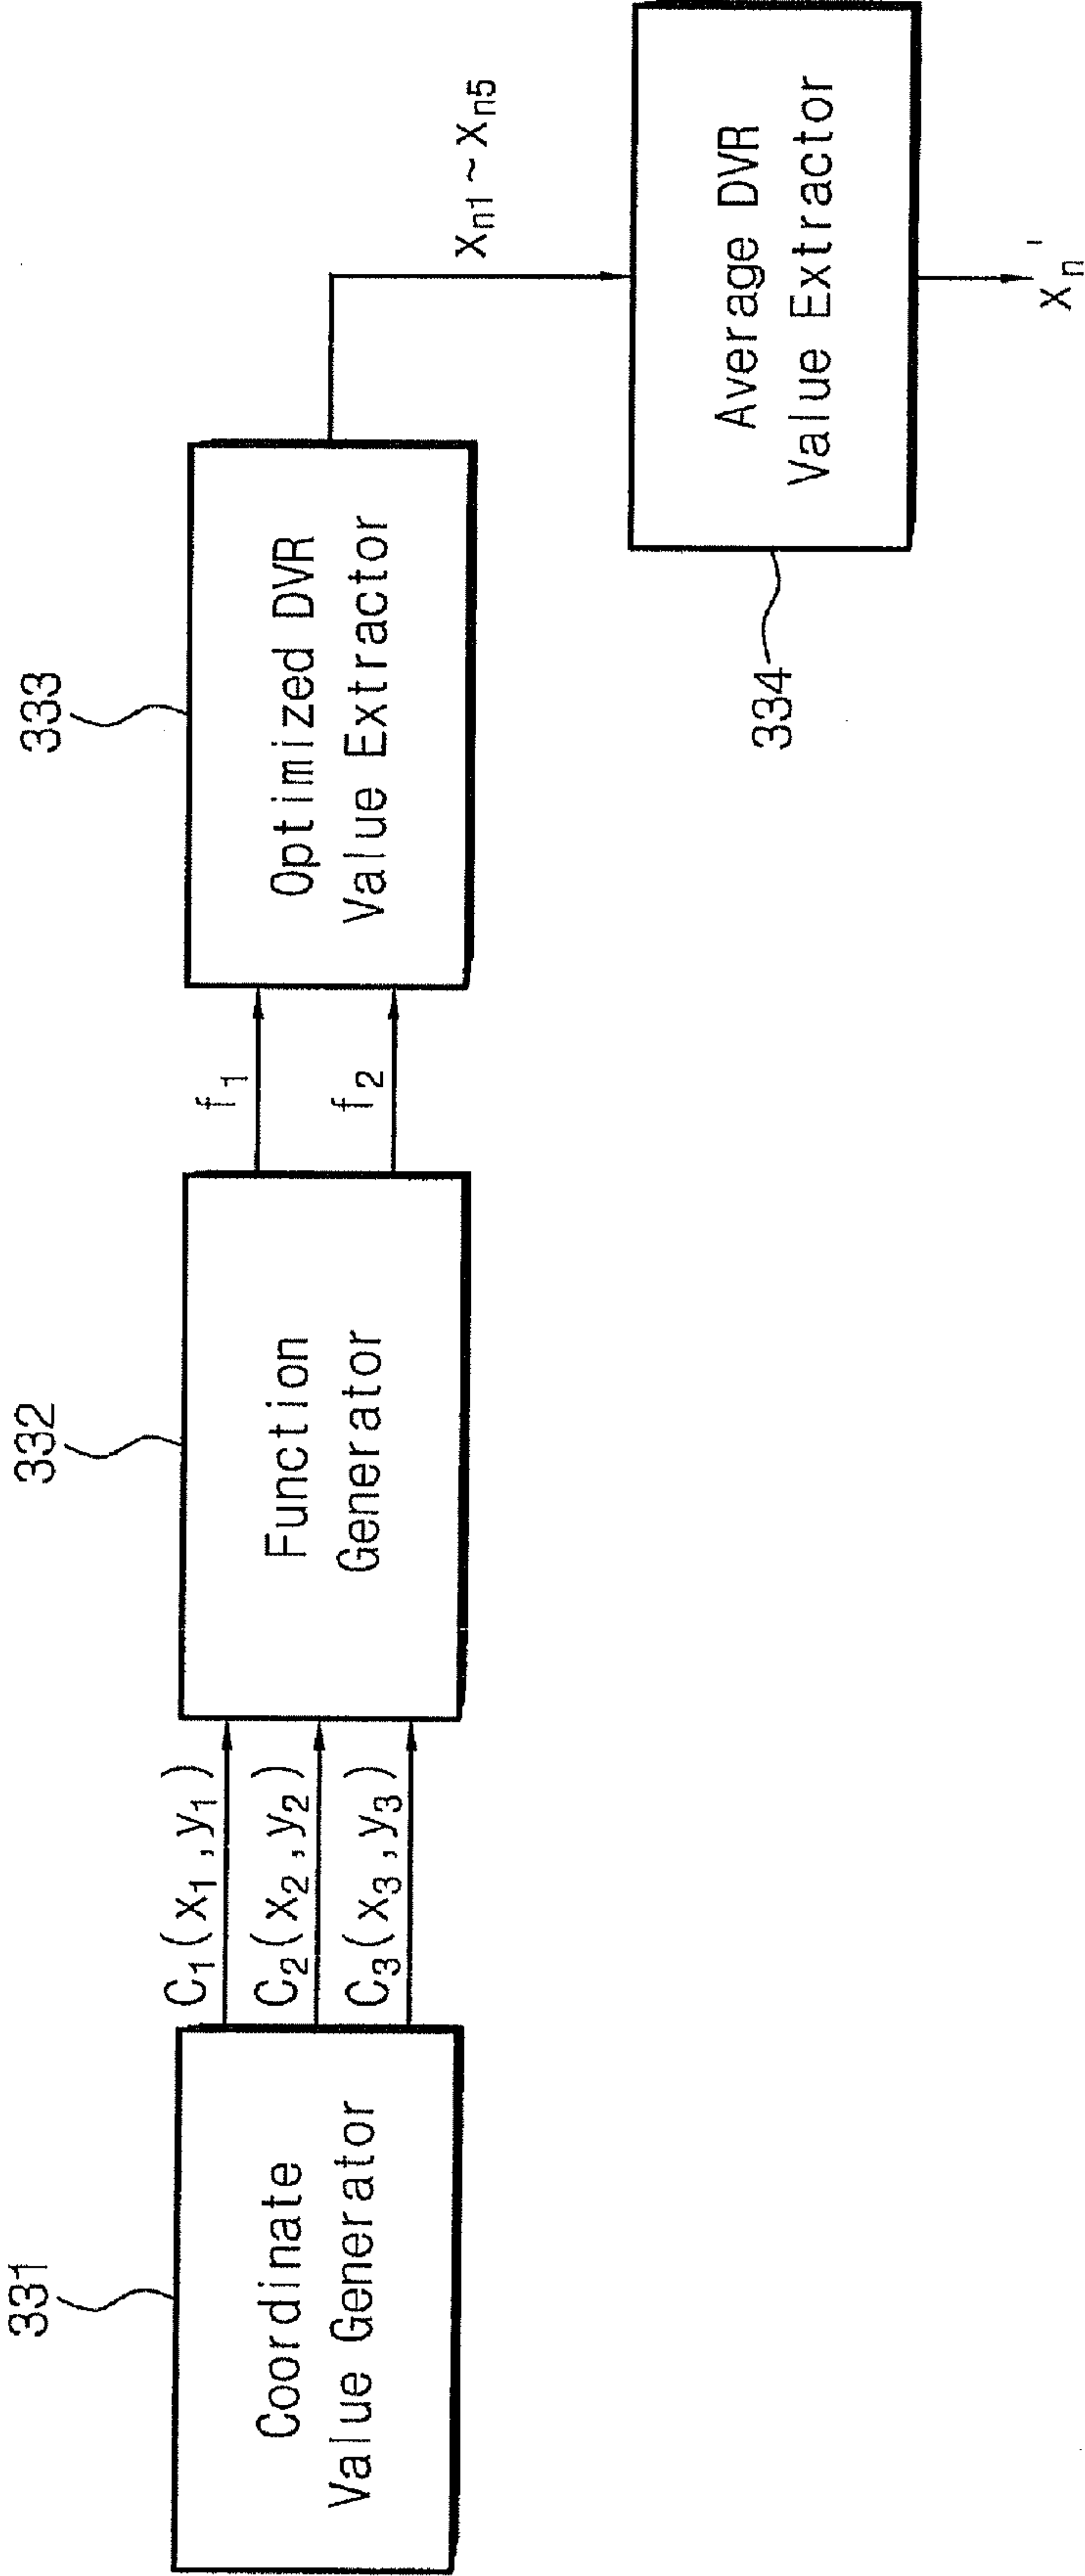 331
Coordinate
Value Generator
C₁(x₁,y₁)
C₂(x₂,y₂)
C₃(x₃,y₃)
332
Function
Generator
f₁
f₂
333
Optimized DVR
Value Extractor
Xn1 ~ Xn5
334
Average DVR
Value Extractor
Xn'